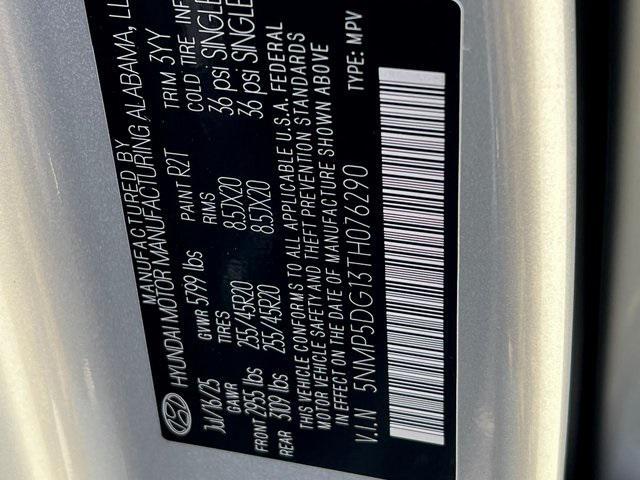 MANUFACTURED BY
HYUNDAI MOTOR MANUFACTURING ALABAMA, LL
JUL/16/25 GVWR 5799 lbs PAINT R2T TRIM 3YY
GAWR TIRES RIMS COLD TIRE INF
FRONT 2955 lbs 255/45R20 8.5JX20 36 psi SINGLE
REAR 3109 lbs 255/45R20 8.5JX20 36 psi SINGLE
THIS VEHICLE CONFORMS TO ALL APPLICABLE U.S.A. FEDERAL
MOTOR VEHICLE SAFETY AND THEFT PREVENTION STANDARDS
IN EFFECT ON THE DATE OF MANUFACTURE SHOWN ABOVE
V.I.N 5NMP5DG13TH076290 TYPE: MPV